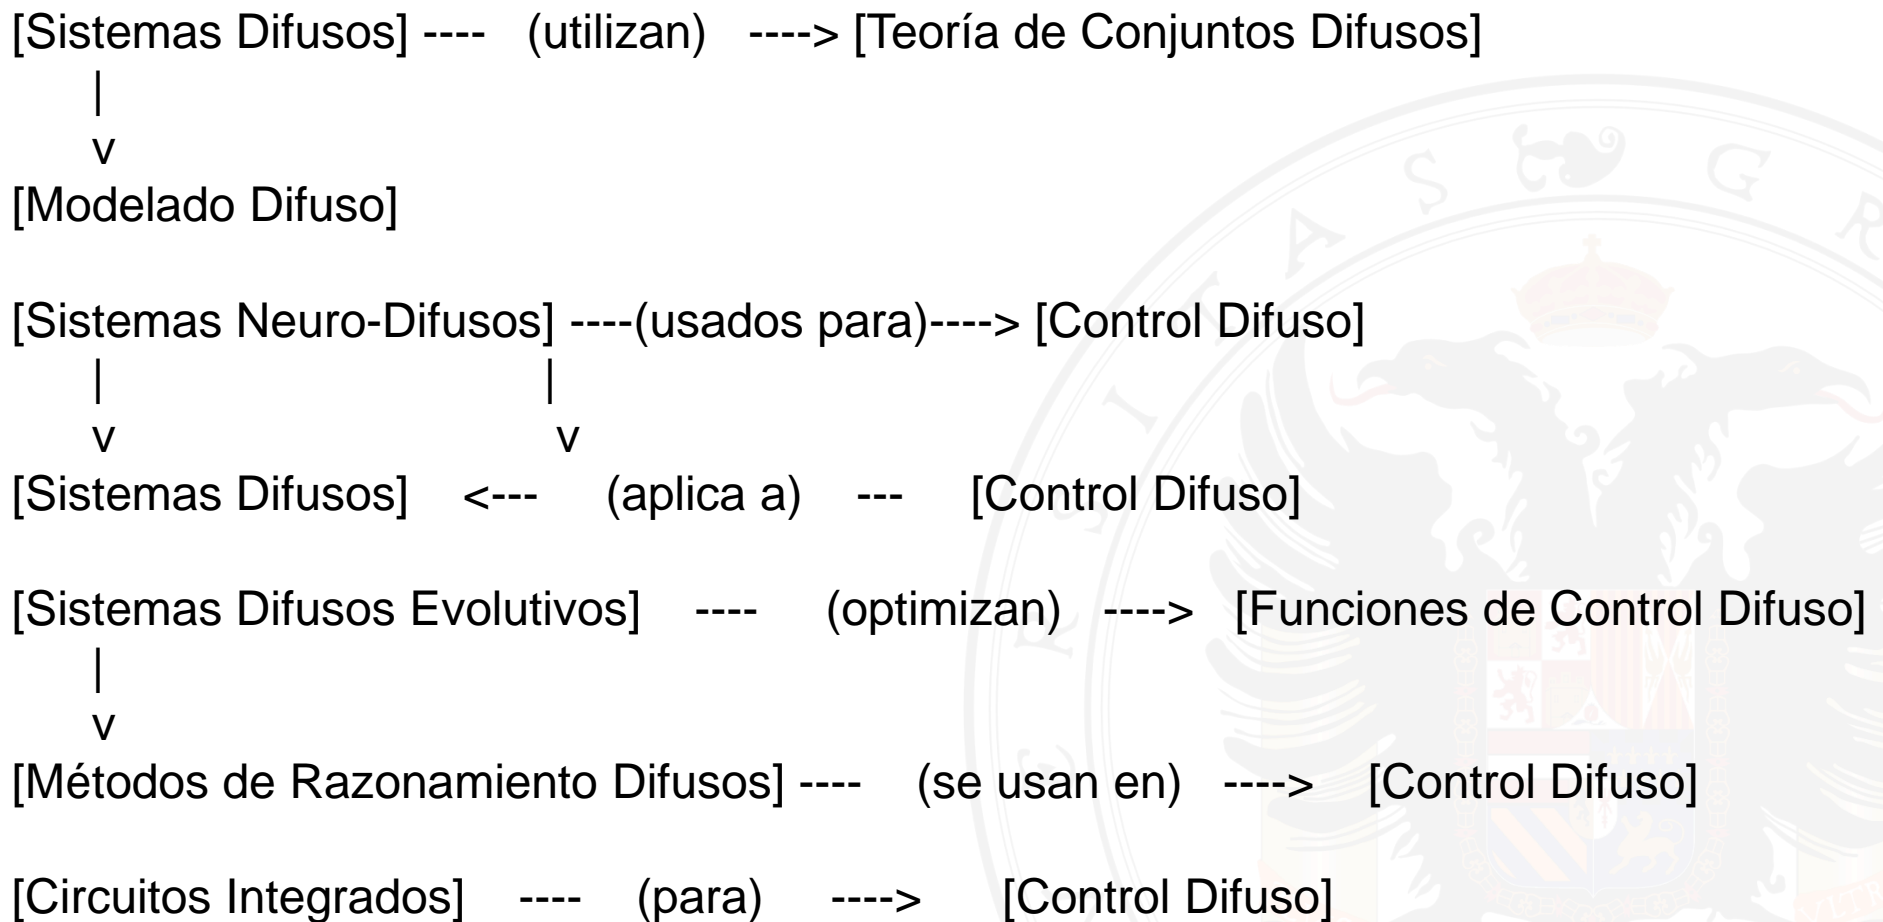 [Sistemas Difusos] ---- (utilizan) ----> [Teoría de Conjuntos Difusos]
|
v
[Modelado Difuso]
[Sistemas Neuro-Difusos] ----(usados para)----> [Control Difuso]
| |
v v
[Sistemas Difusos] <--- (aplica a) --- [Control Difuso]
[Sistemas Difusos Evolutivos] ---- (optimizan) ----> [Funciones de Control Difuso]
|
v
[Métodos de Razonamiento Difusos] ---- (se usan en) ----> [Control Difuso]
[Circuitos Integrados] ---- (para) ----> [Control Difuso]